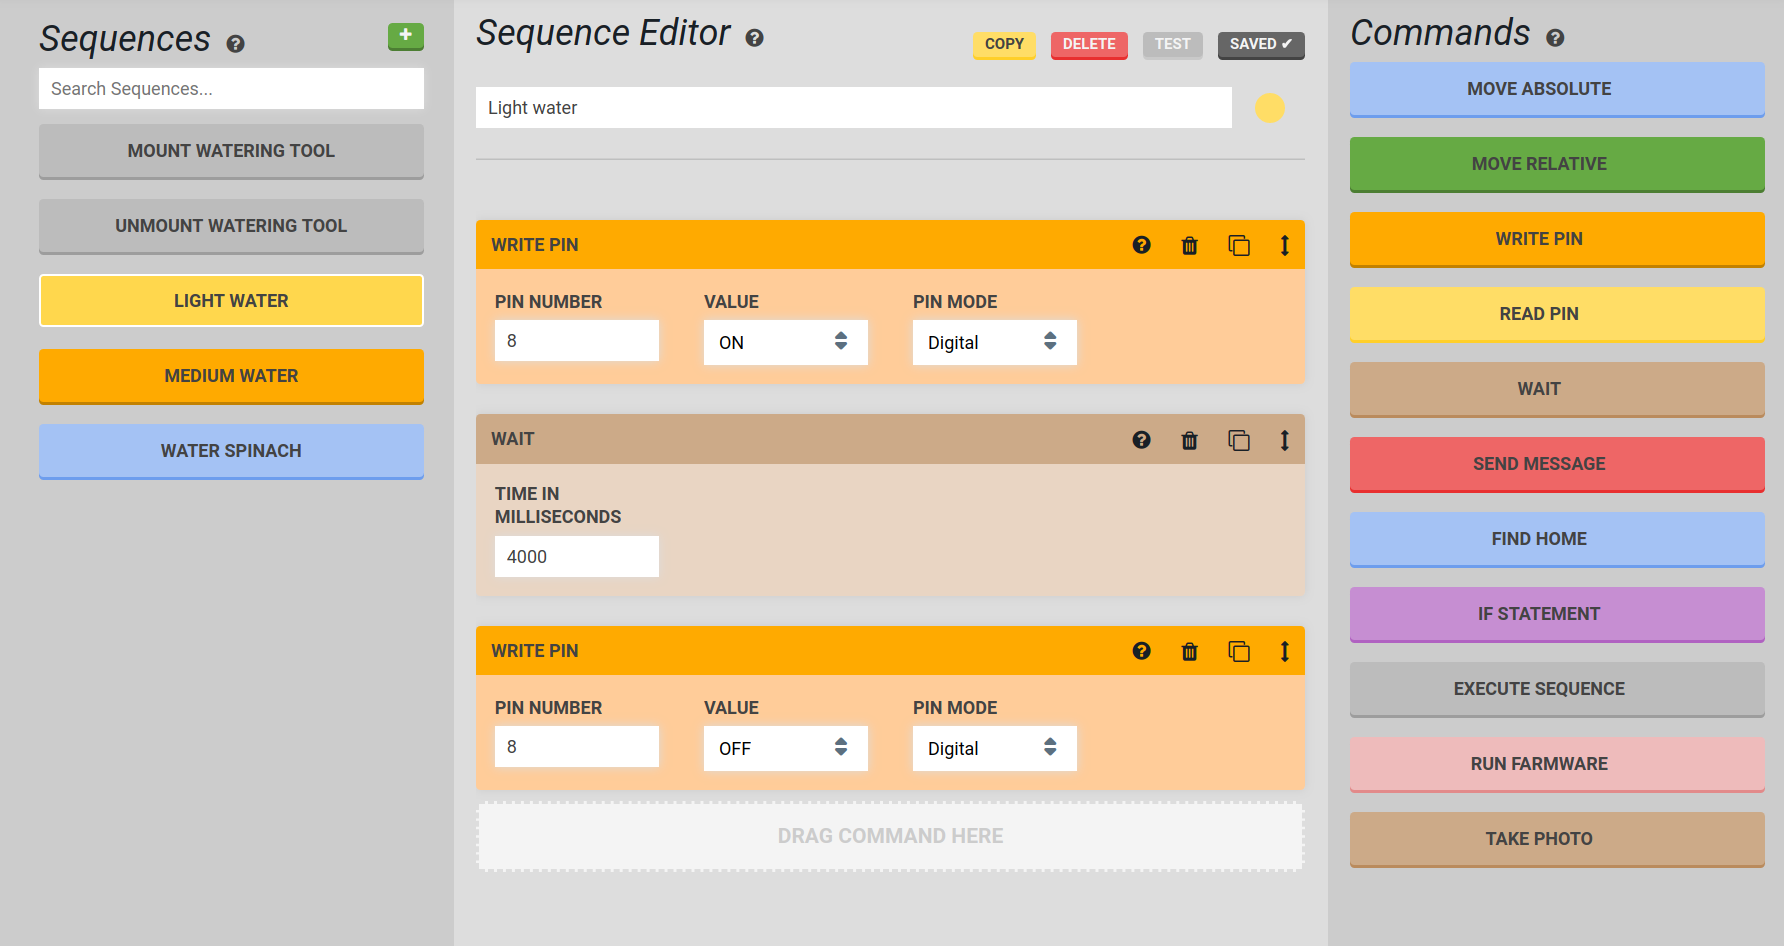 Sequences
+
Search Sequences...
MOUNT WATERING TOOL
UNMOUNT WATERING TOOL
LIGHT WATER
MEDIUM WATER
WATER SPINACH
Sequence Editor
COPY
DELETE
TEST
SAVED ✔
Light water
WRITE PIN
PIN NUMBER
VALUE
PIN MODE
8
ON
Digital
WAIT
TIME IN
MILLISECONDS
4000
WRITE PIN
PIN NUMBER
VALUE
PIN MODE
8
OFF
Digital
DRAG COMMAND HERE
Commands
MOVE ABSOLUTE
MOVE RELATIVE
WRITE PIN
READ PIN
WAIT
SEND MESSAGE
FIND HOME
IF STATEMENT
EXECUTE SEQUENCE
RUN FARMWARE
TAKE PHOTO